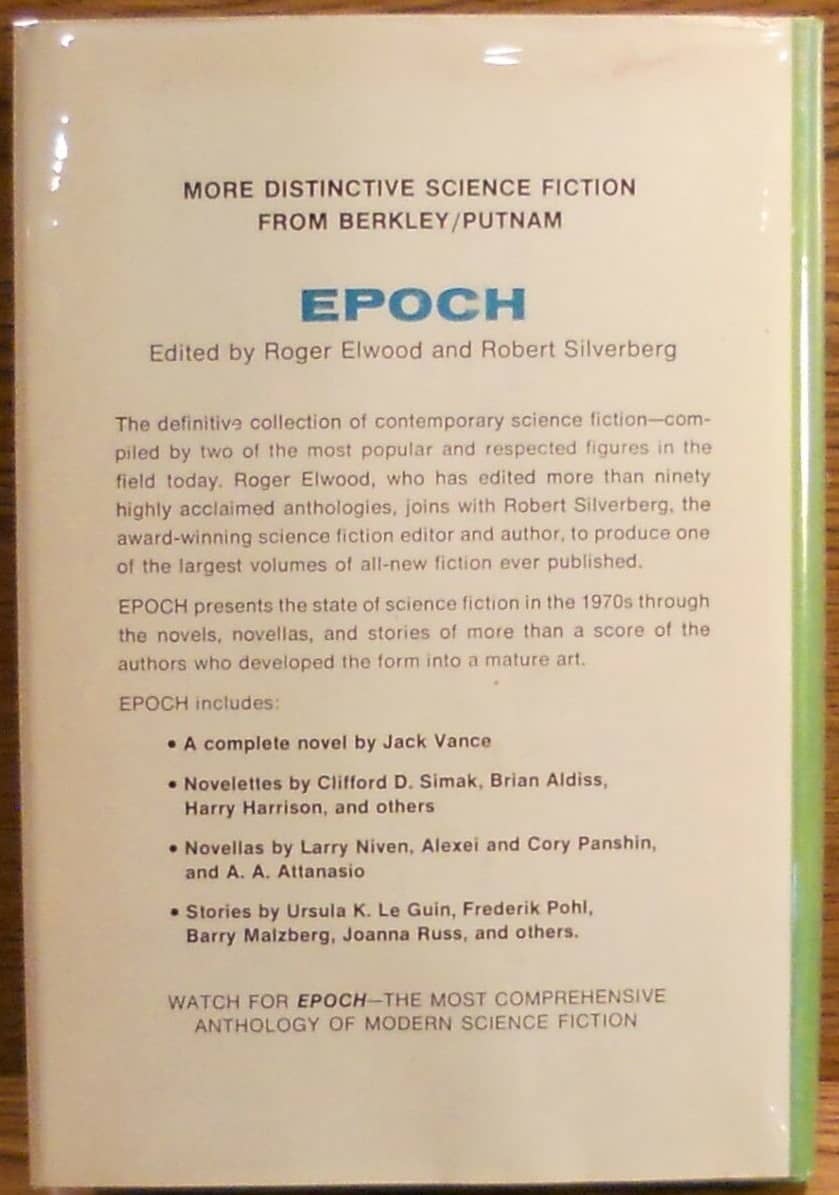 MORE DISTINCTIVE SCIENCE FICTION
FROM BERKLEY/PUTNAM
EPOCH
Edited by Roger Elwood and Robert Silverberg
The definitive collection of contemporary science fiction—com-
piled by two of the most popular and respected figures in the
field today. Roger Elwood, who has edited more than ninety
highly acclaimed anthologies, joins with Robert Silverberg, the
award-winning science fiction editor and author, to produce one
of the largest volumes of all-new fiction ever published.
EPOCH presents the state of science fiction in the 1970s through
the novels, novellas, and stories of more than a score of the
authors who developed the form into a mature art.
EPOCH includes:
• A complete novel by Jack Vance
• Novelettes by Clifford D. Simak, Brian Aldiss,
Harry Harrison, and others
• Novellas by Larry Niven, Alexei and Cory Panshin,
and A. A. Attanasio
• Stories by Ursula K. Le Guin, Frederik Pohl,
Barry Malzberg, Joanna Russ, and others.
WATCH FOR EPOCH—THE MOST COMPREHENSIVE
ANTHOLOGY OF MODERN SCIENCE FICTION